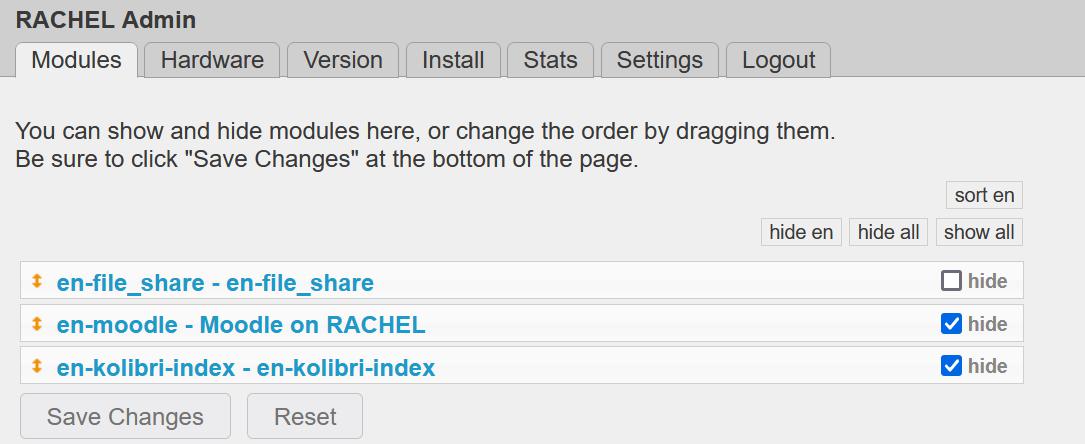 RACHEL Admin
Modules Hardware Version Install Stats Settings Logout
You can show and hide modules here, or change the order by dragging them.
Be sure to click "Save Changes" at the bottom of the page.
sort en
hide en hide all show all
en-file_share - en-file_share hide
en-moodle - Moodle on RACHEL hide
en-kolibri-index - en-kolibri-index hide
Save Changes Reset